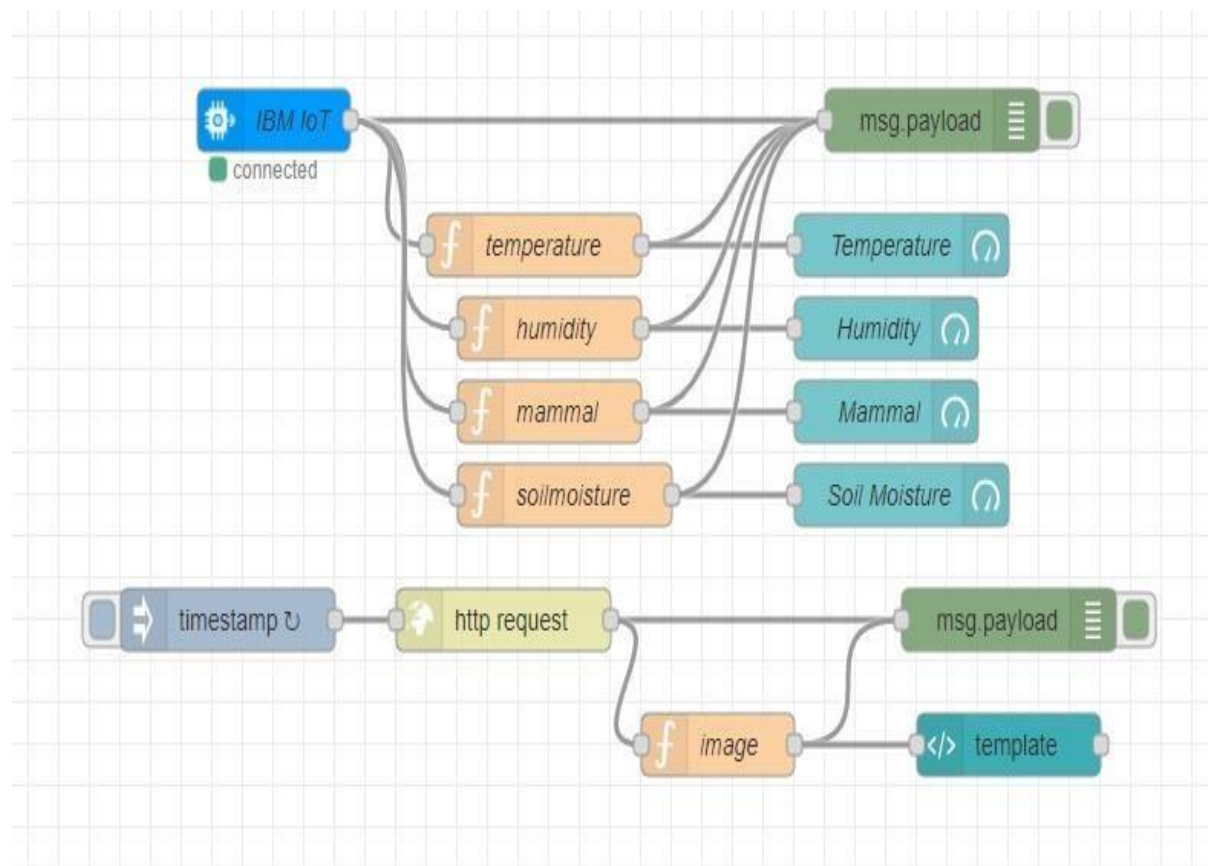 IBM IoT
msg.payload
connected
temperature
Temperature
humidity
Humidity
mammal
Mammal
soilmoisture
Soil Moisture
timestamp ↻
http request
msg.payload
image
</> template